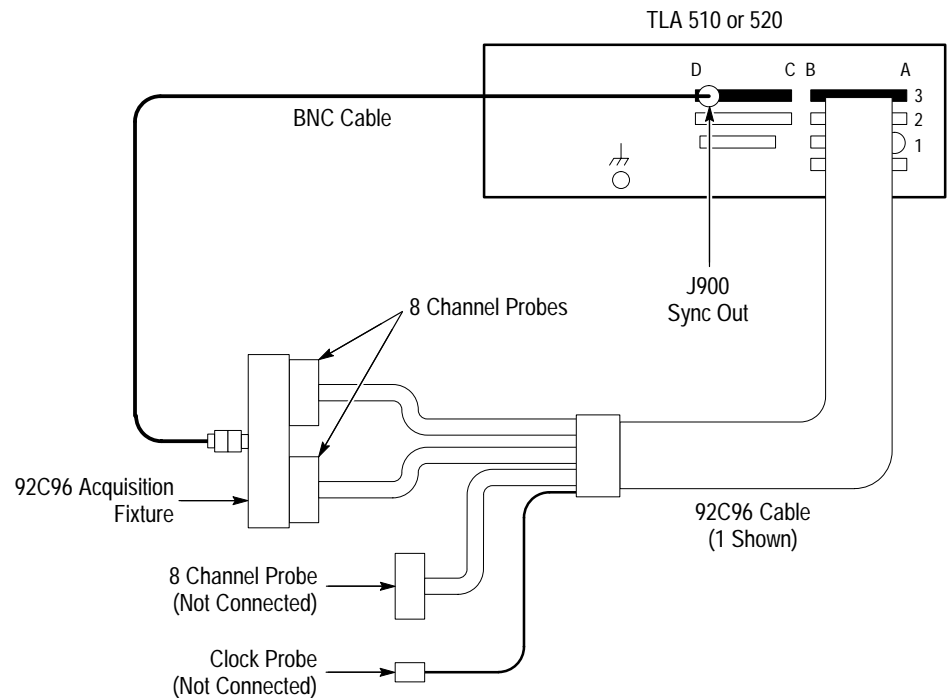 TLA 510 or 520
D
C B
A
3
2
1
BNC Cable
J900
Sync Out
8 Channel Probes
92C96 Acquisition
Fixture
92C96 Cable
(1 Shown)
8 Channel Probe
(Not Connected)
Clock Probe
(Not Connected)